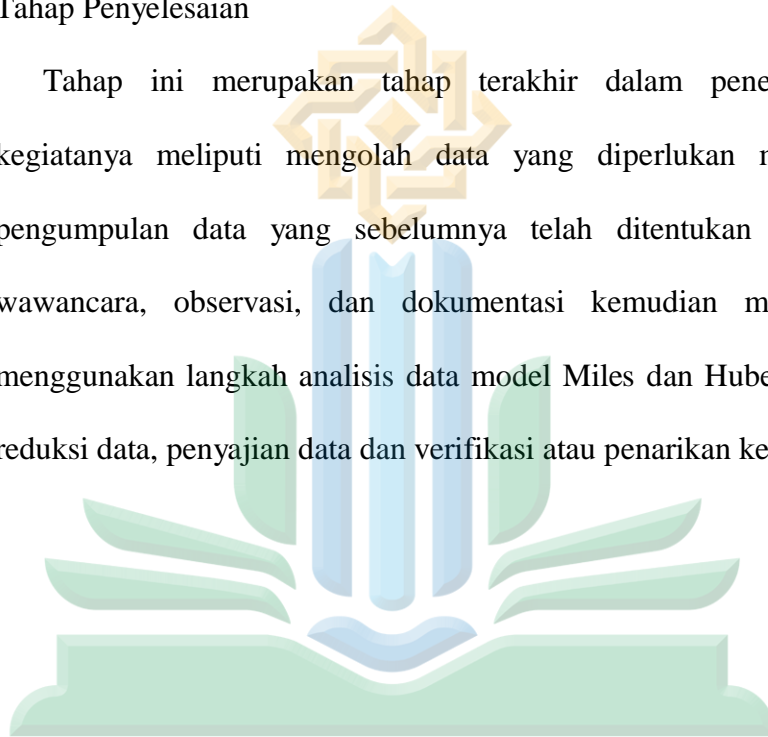 Tahap Penyelesaian
Tahap ini merupakan tahap terakhir dalam pene
kegiatanya meliputi mengolah data yang diperlukan
pengumpulan data yang sebelumnya telah ditentukan
wawancara, observasi, dan dokumentasi kemudian m
menggunakan langkah analisis data model Miles dan Hube
reduksi data, penyajian data dan verifikasi atau penarikan ke